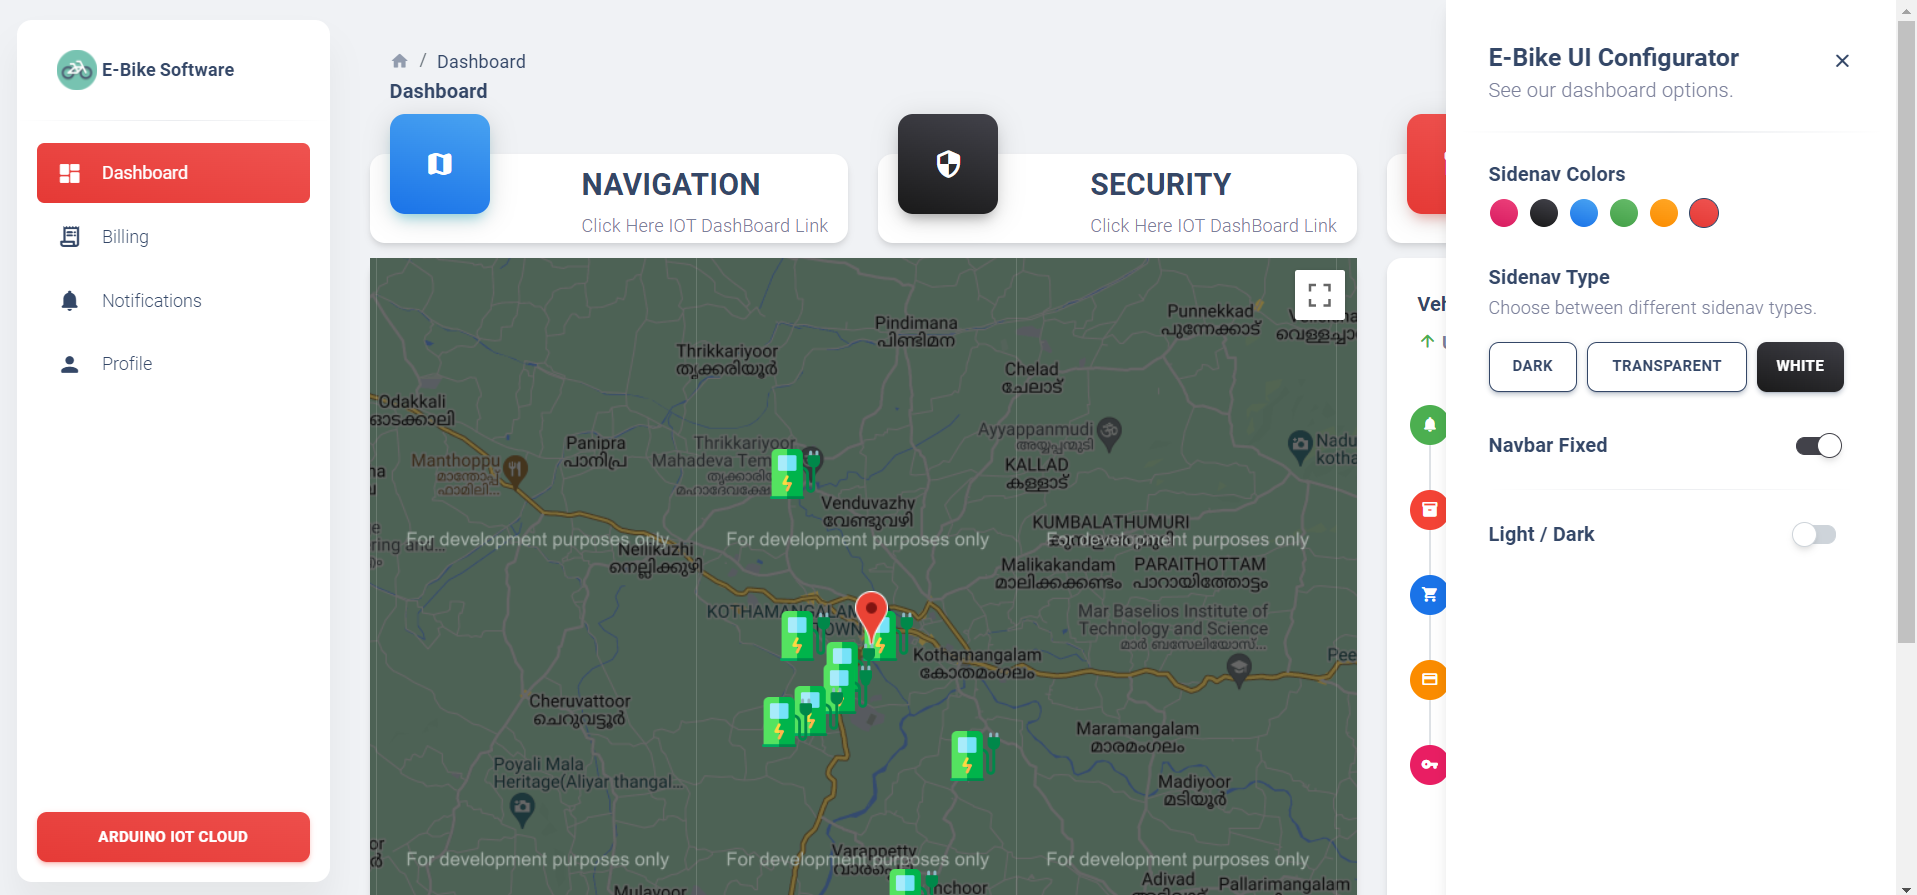 E-Bike Software
Dashboard
Billing
Notifications
Profile
ARDUINO IOT CLOUD
/ Dashboard
Dashboard
NAVIGATION
Click Here IOT DashBoard Link
SECURITY
Click Here IOT DashBoard Link
Pindimana
പിണ്ടിമന
Punnekkad
പുന്നേക്കാട്
Thrikkariyoor
തൃക്കരിയൂർ
Chelad
ചേലാട്
Odakkali
ഓടക്കാലി
Panipra
പാനിപ്ര
Thrikkariyoor
Mahadeva Tem
Ayyappanmudi
അയ്യപ്പന്മുടി
Manthoppu
മാന്തോപ്പ്
ഫാമിലി...
KALLAD
കള്ളാട്
Venduvazhy
വേണ്ടുവഴി
KUMBALATHUMURI
For development purposes only
For development purposes only
For development purposes only
Nellikuzhi
നെല്ലിക്കുഴി
Malikakandam
മാലിക്കക്കണ്ടം
PARAITHOTTAM
പാറായിത്തോട്ടം
KOTHAMANGALAM
TOWN
Mar Baselios Institute of
Technology and Science
മാർ ബസേലിയോസ്...
Kothamangalam
കോതമംഗലം
Cheruvattoor
ചെറുവട്ടൂർ
Maramangalam
മാരമംഗലം
Poyali Mala
Heritage(Aliyar thangal...
Madiyoor
മടിയൂർ
Varappetty
For development purposes only
For development purposes only
For development purposes only
Mulavoor
Adivad
Pallarimangalam
E-Bike UI Configurator
See our dashboard options.
Sidenav Colors
Sidenav Type
Choose between different sidenav types.
DARK
TRANSPARENT
WHITE
Navbar Fixed
Light / Dark